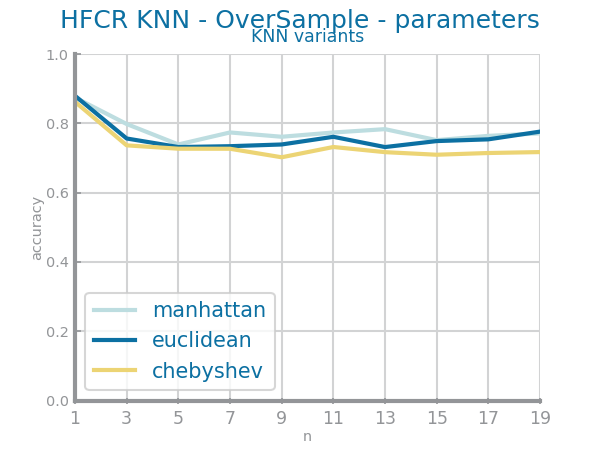 HFCR KNN - OverSample - parameters
KNN variants
1.0
0.8
0.6
0.4
0.2
0.0
accuracy
manhattan
euclidean
chebyshev
1 3 5 7 9 11 13 15 17 19
n